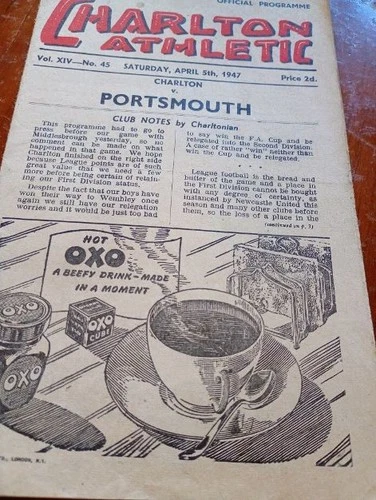 OFFICIAL PROGRAMME
CHARLTON
ATHLETIC
Vol. XIV—No. 45 SATURDAY, APRIL 5th, 1947 Price 2d.
CHARLTON
v.
PORTSMOUTH
CLUB NOTES by Charltonian
This programme had to go to
press before our game with
Middlesbrough yesterday, so no
comment can be made on what
happened in that game. We hope
Charlton finished on the right side
because League points are of such
great value that we need a few
more before being certain of retain-
ing our First Division status.
Despite the fact that our boys have
won their way to Wembley once
again we still have our relegation
worries and it would be just too bad
to say win the F.A. Cup and be
relegated into the Second Division.
A case of rather "win" neither than
win the Cup and be relegated.
League football is the bread and
butter of the game and a place in
the First Division cannot be bought
with any degree of certainty, as
instanced by Newcastle United this
season and many other clubs before
them, so the loss of a place in the
(continued on p. 3)
HOT
OXO
A BEEFY DRINK—MADE
IN A MOMENT
OXO
OXO
CUBE
OXO
LONDON, E.C.